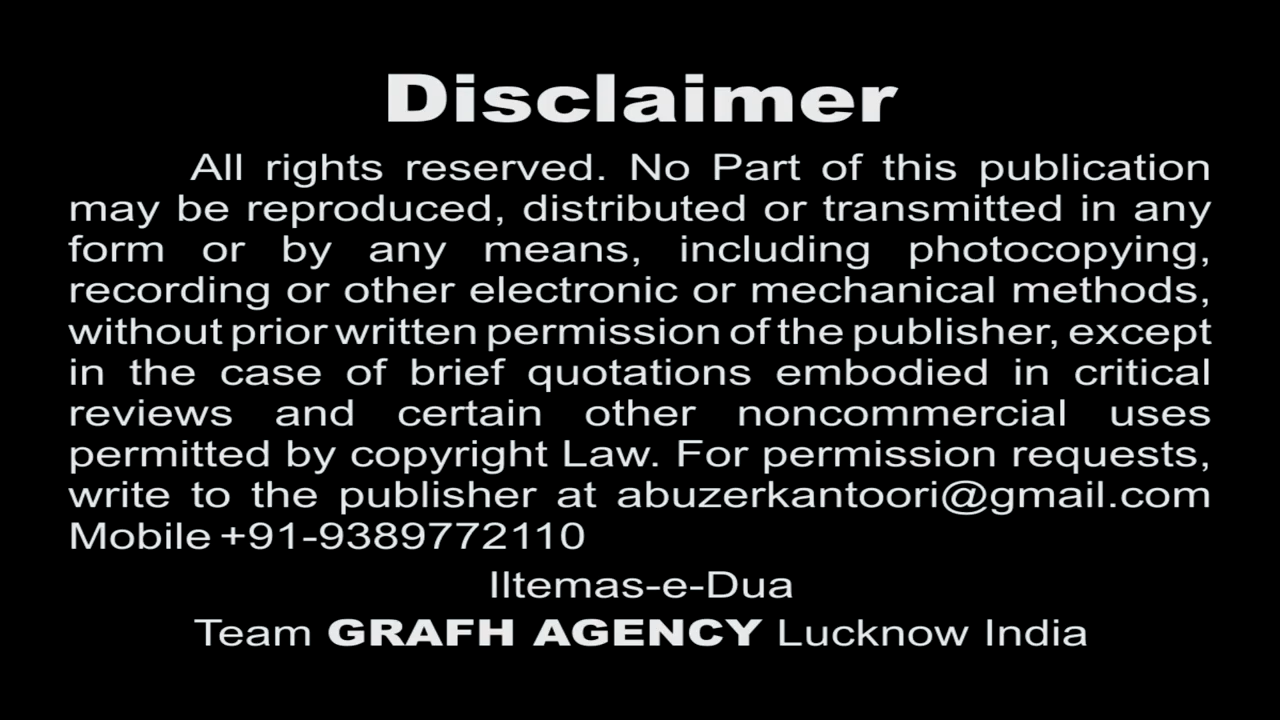 Disclaimer
All rights reserved. No Part of this publication
may be reproduced, distributed or transmitted in any
form or by any means, including photocopying,
recording or other electronic or mechanical methods,
without prior written permission of the publisher, except
in the case of brief quotations embodied in critical
reviews and certain other noncommercial uses
permitted by copyright Law. For permission requests,
write to the publisher at abuzerkantoori@gmail.com
Mobile +91-9389772110
IItemas-e-Dua
Team GRAFH AGENCY Lucknow India